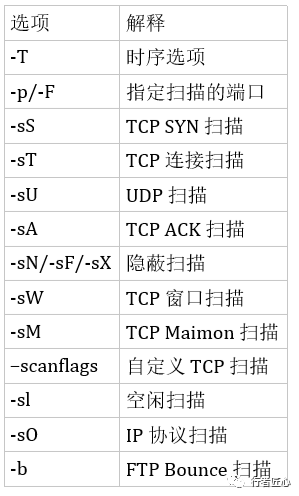 选项 解释
-T 时序选项
-p/-F 指定扫描的端口
-sS TCP SYN 扫描
-sT TCP 连接扫描
-sU UDP 扫描
-sA TCP ACK 扫描
-sN/-sF/-sX 隐蔽扫描
-sW TCP 窗口扫描
-sM TCP Maimon 扫描
–scanflags 自定义 TCP 扫描
-sl 空闲扫描
-sO IP 协议扫描
-b FTP Bounce 扫描
行者匠心